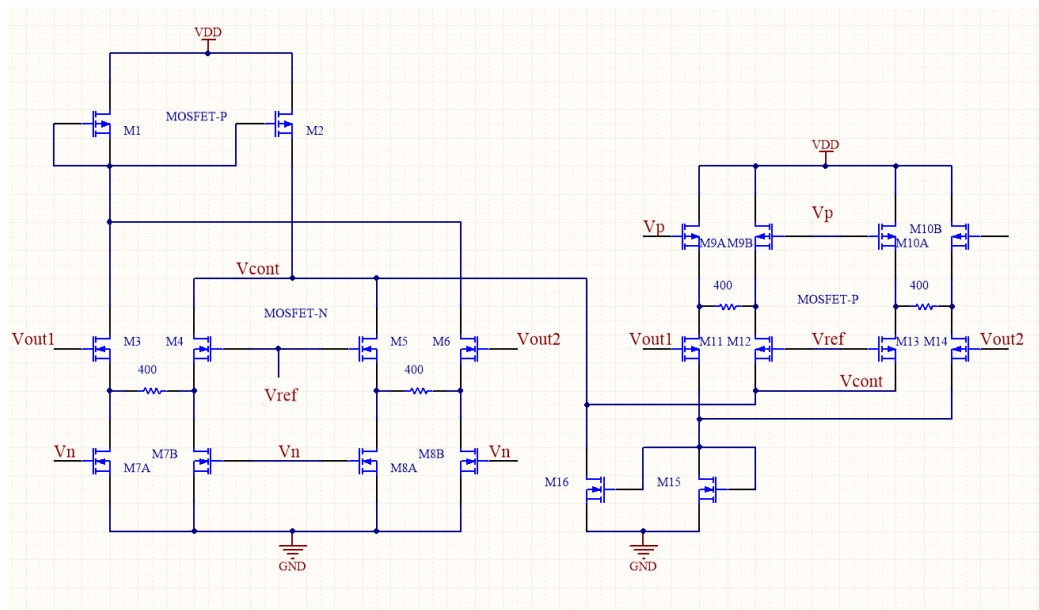 VDD
MOSFET-P
M1
M2
VDD
Vp
Vp
M9A
M9B
M10A
M10B
400
400
MOSFET-P
Vcont
MOSFET-N
Vout1
M3
M4
M5
M6
Vout2
Vout1
M11
M12
Vref
M13
M14
Vout2
400
400
Vref
Vcont
Vn
M7A
M7B
Vn
M8A
M8B
Vn
M16
M15
GND
GND